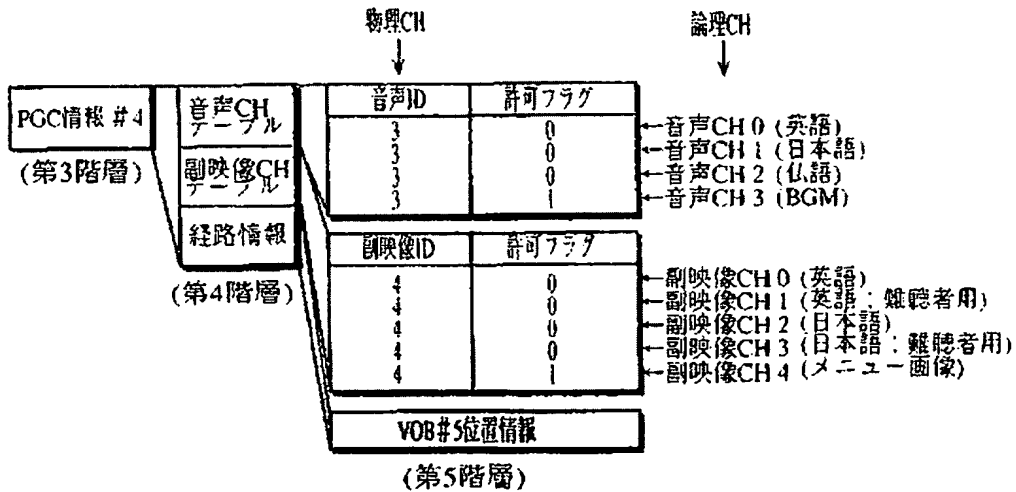 物理CH
論理CH
PGC情報 #4
(第3階層)
音声CH
テーブル
副映像CH
テーブル
経路情報
(第4階層)
音声ID 許可フラグ
3 0 ←音声CH 0 (英語)
3 0 ←音声CH 1 (日本語)
3 0 ←音声CH 2 (仏語)
3 1 ←音声CH 3 (BGM)
副映像ID 許可フラグ
4 0 ←副映像CH 0 (英語)
4 0 ←副映像CH 1 (英語:難聴者用)
4 0 ←副映像CH 2 (日本語)
4 0 ←副映像CH 3 (日本語:難聴者用)
4 1 ←副映像CH 4 (メニュー画像)
VOB#5位置情報
(第5階層)